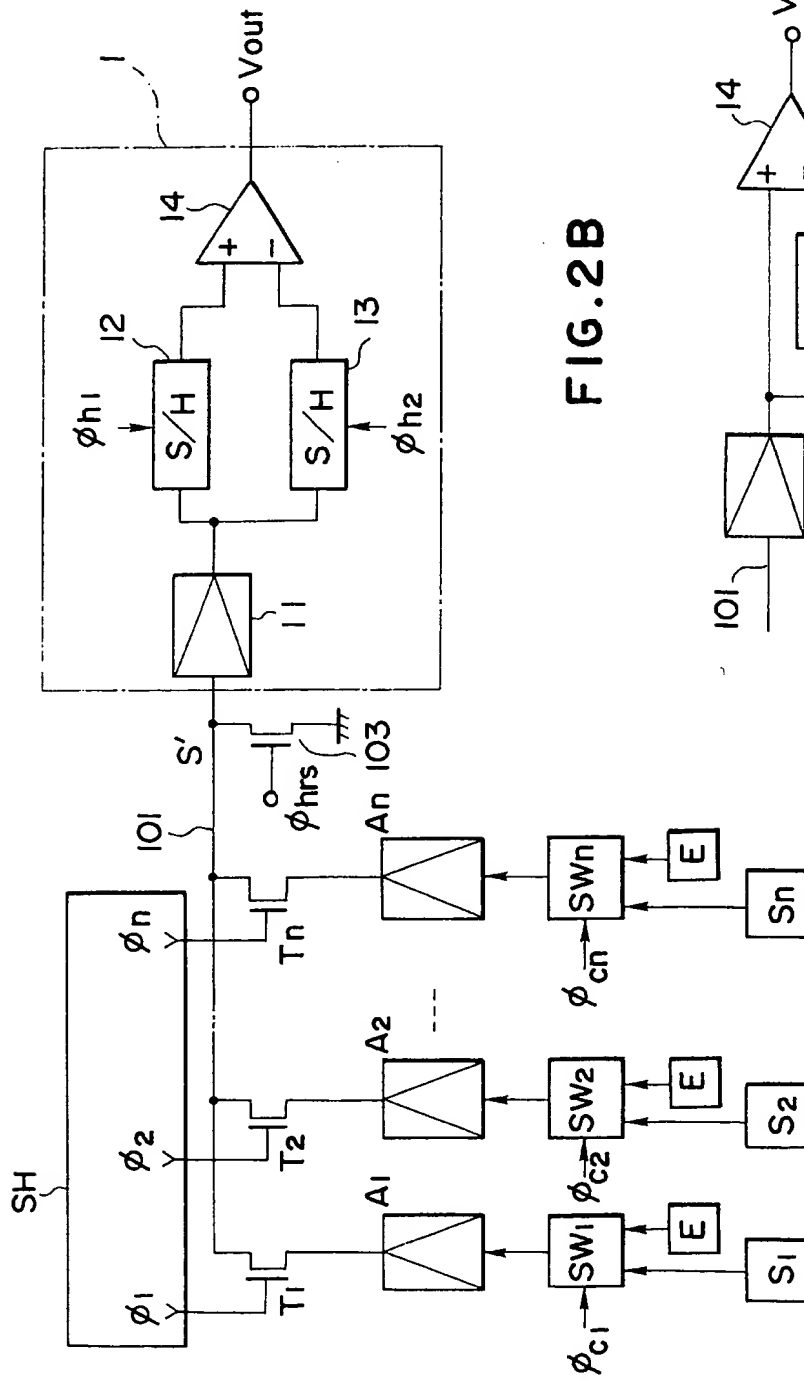 SH
φ1
φ2
φn
T1
T2
Tn
101
S'
φhrs
103
A1
A2
An
φc1
SW1
E
S1
φc2
SW2
E
S2
φcn
SWn
E
Sn
1
11
φh1
S/H
12
φh2
S/H
13
14
+
−
Vout
FIG.2B
101
14
+
V